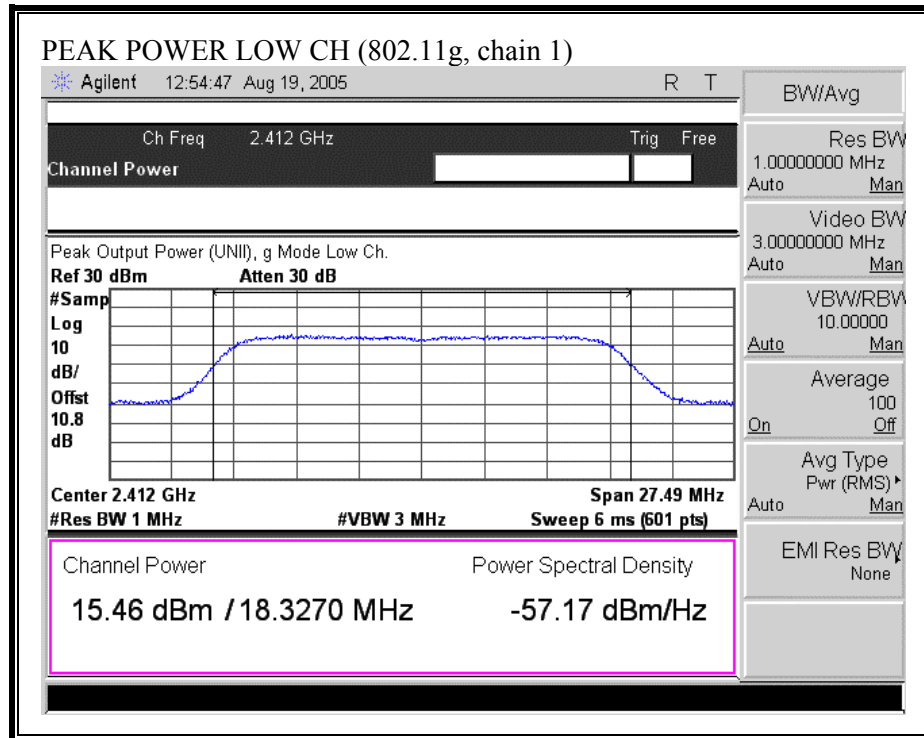 PEAK POWER LOW CH (802.11g, chain 1)
Agilent 12:54:47 Aug 19, 2005 R T
Ch Freq 2.412 GHz Trig Free
Channel Power
Peak Output Power (UNII), g Mode Low Ch.
Ref 30 dBm Atten 30 dB
#Samp
Log
10
dB/
Offst
10.8
dB
Center 2.412 GHz Span 27.49 MHz
#Res BW 1 MHz #VBW 3 MHz Sweep 6 ms (601 pts)
Channel Power Power Spectral Density
15.46 dBm / 18.3270 MHz -57.17 dBm/Hz
BW/Avg
Res BW
1.00000000 MHz
Auto Man
Video BW
3.00000000 MHz
Auto Man
VBW/RBW
10.00000
Auto Man
Average
100
On Off
Avg Type
Pwr (RMS)
Auto Man
EMI Res BW
None